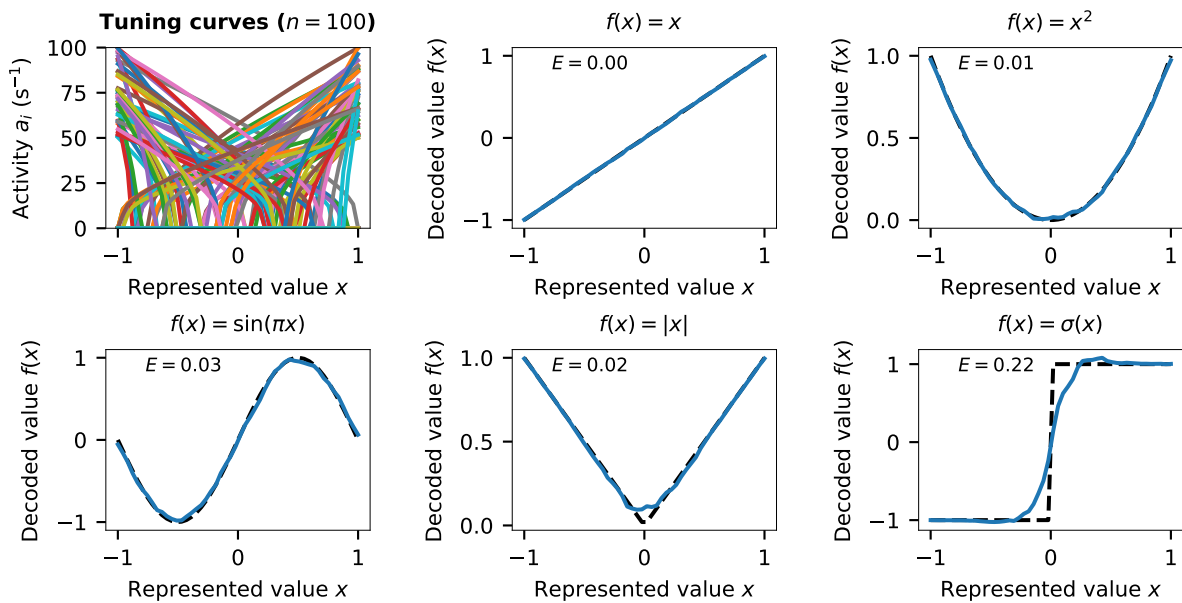 Tuning curves (n = 100)
100
75
50
25
0
Activity a_i (s⁻¹)
−1
0
1
Represented value x
f(x) = x
E = 0.00
1
0
−1
Decoded value f(x)
−1
0
1
Represented value x
f(x) = x²
E = 0.01
1.0
0.5
0.0
Decoded value f(x)
−1
0
1
Represented value x
f(x) = sin(πx)
E = 0.03
1
0
−1
Decoded value f(x)
−1
0
1
Represented value x
f(x) = |x|
E = 0.02
1.0
0.5
0.0
Decoded value f(x)
−1
0
1
Represented value x
f(x) = σ(x)
E = 0.22
1
0
−1
Decoded value f(x)
−1
0
1
Represented value x